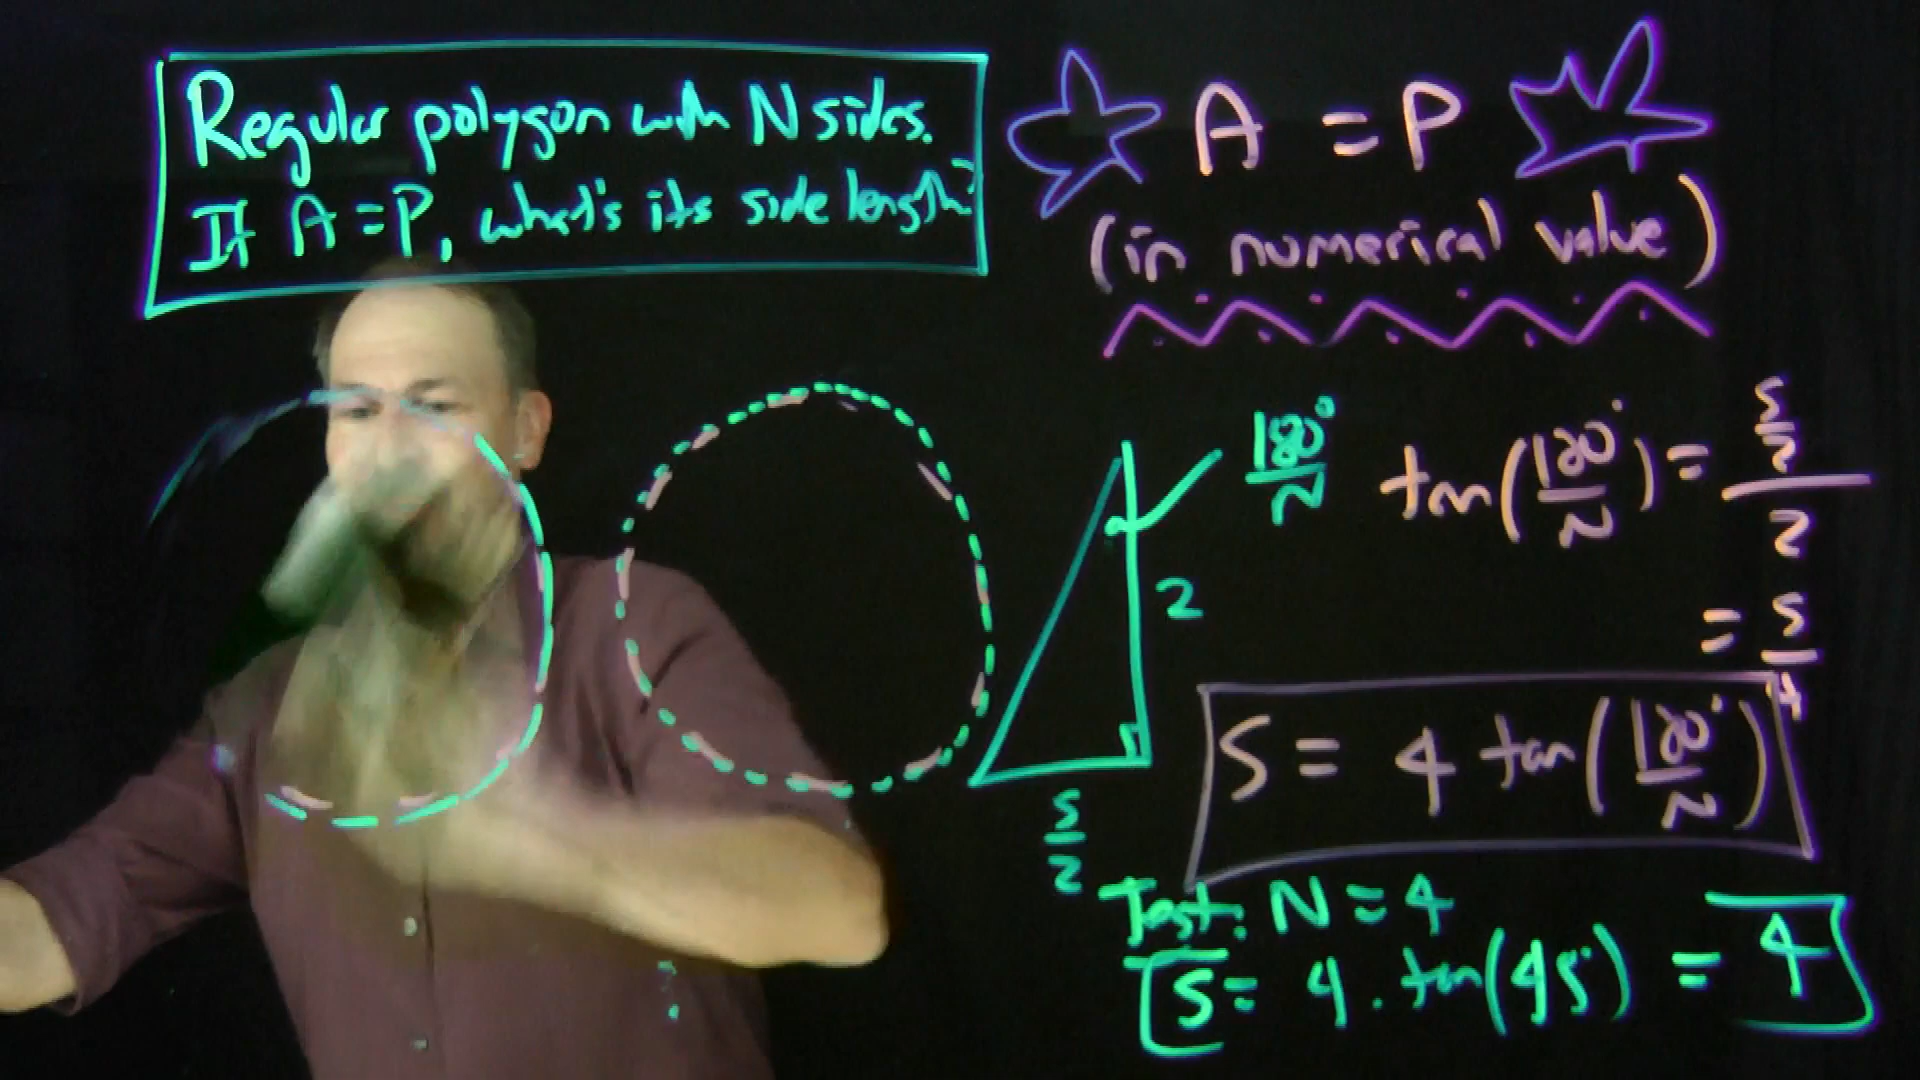 Regular polygon with N sides.
If A = P, what's its side length?
A = P
(in numerical value)
180°/N
2
s/2
tan(180°/N) = s/2/2
= s/4
S = 4 tan(180°/N)
Test: N = 4
S = 4 · tan(45°) = 4